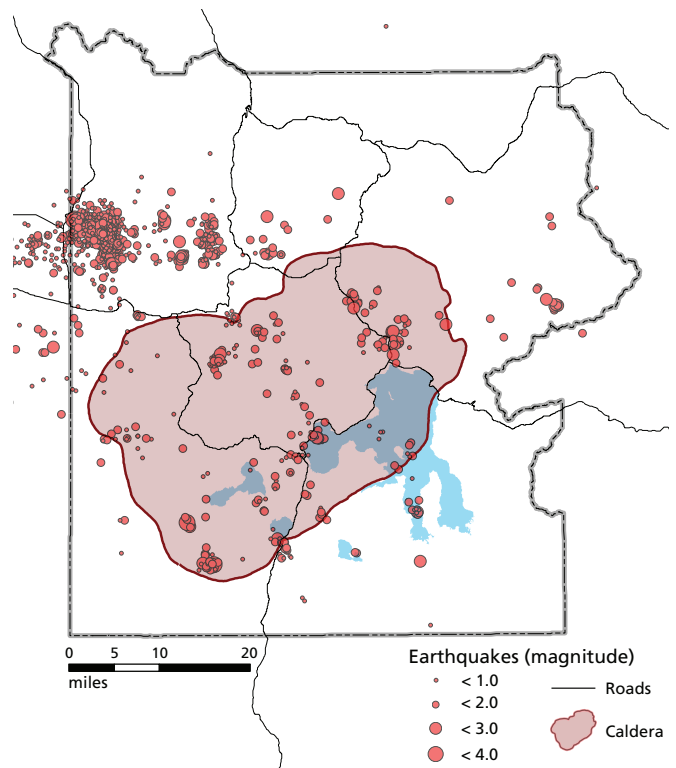 0 5 10 20
miles
Earthquakes (magnitude)
< 1.0
< 2.0
< 3.0
< 4.0
Roads
Caldera